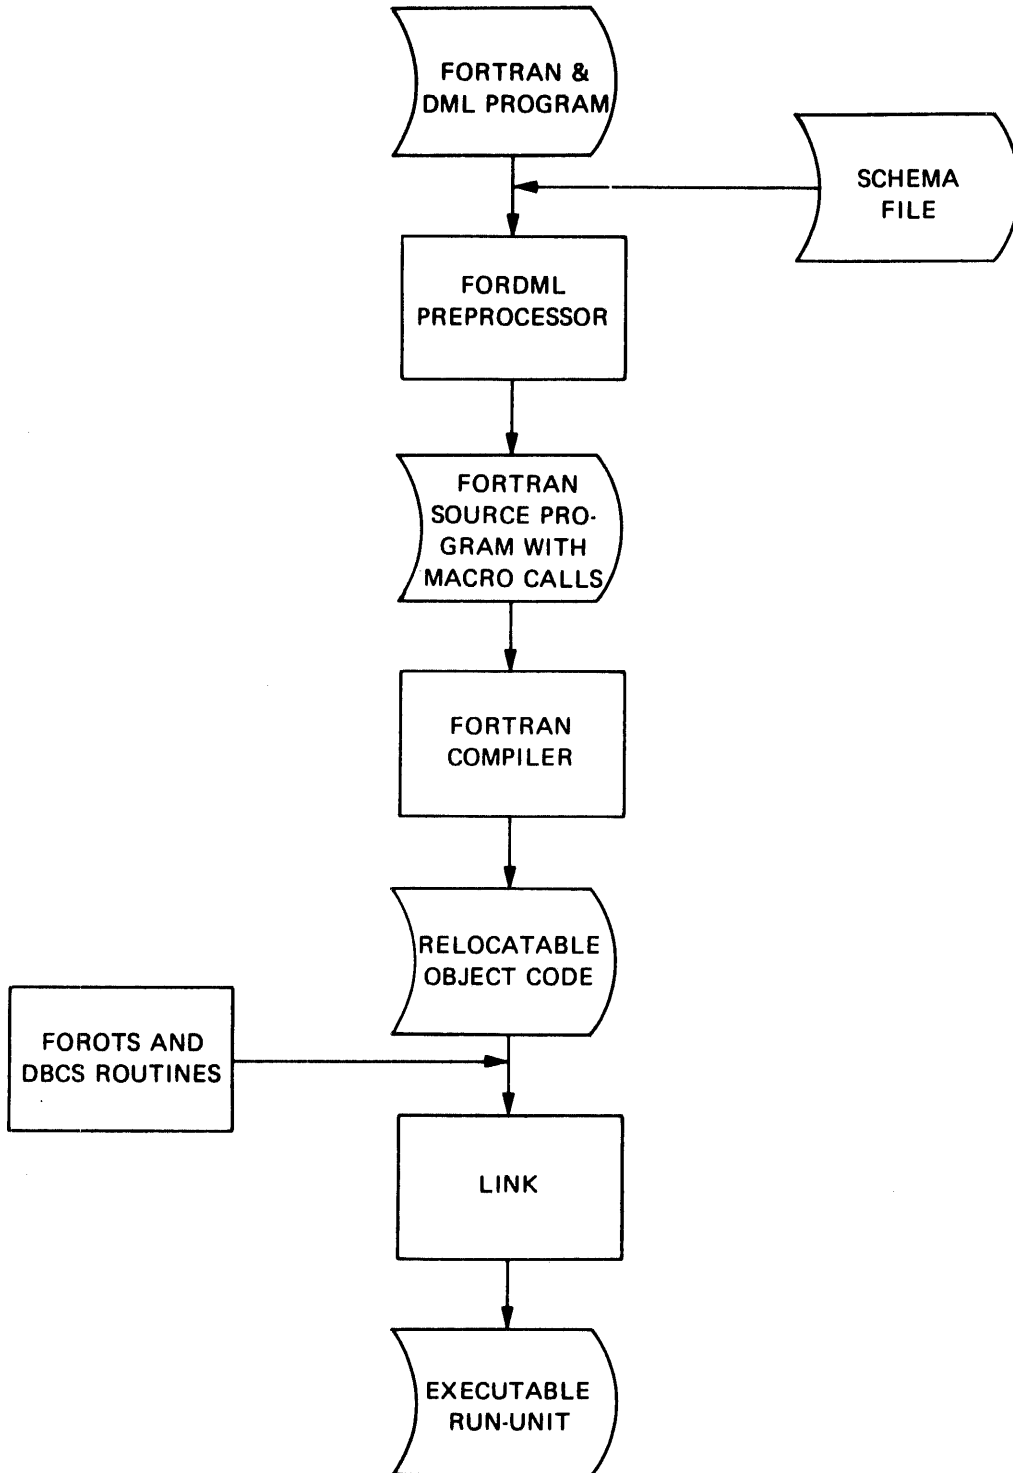 FORTRAN &
DML PROGRAM
SCHEMA
FILE
FORDML
PREPROCESSOR
FORTRAN
SOURCE PRO-
GRAM WITH
MACRO CALLS
FORTRAN
COMPILER
RELOCATABLE
OBJECT CODE
FOROTS AND
DBCS ROUTINES
LINK
EXECUTABLE
RUN-UNIT